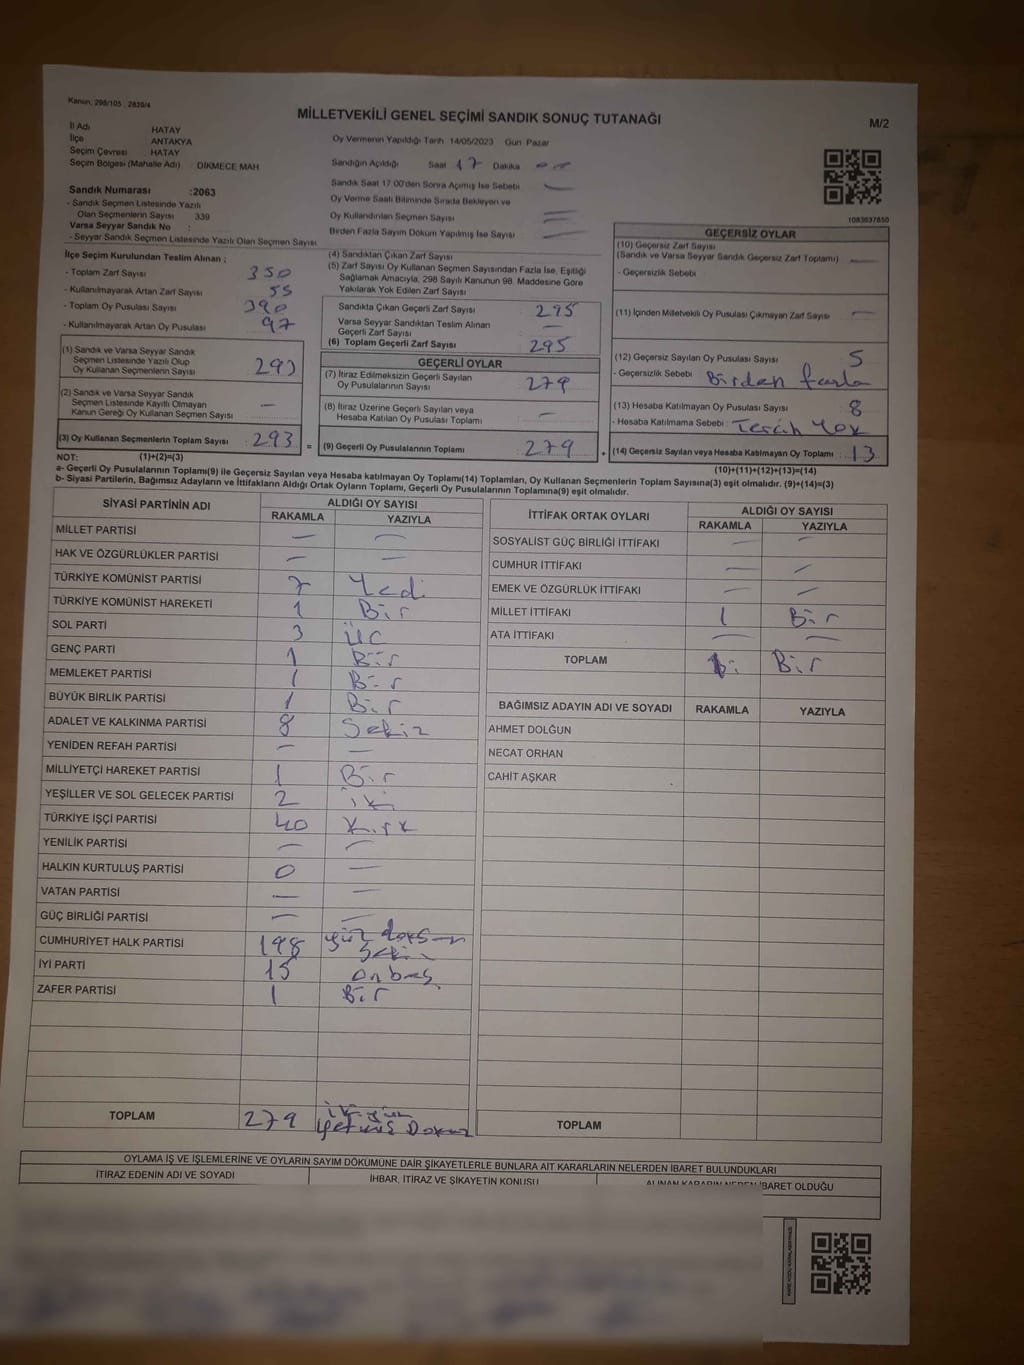 Kanun; 298/105 , 2839/4
MİLLETVEKİLİ GENEL SEÇİMİ SANDIK SONUÇ TUTANAĞI
M/2
İl Adı HATAY
İlçe ANTAKYA
Seçim Çevresi HATAY
Seçim Bölgesi (Mahalle Adı) : DİKMECE MAH
Sandık Numarası :2063
- Sandık Seçmen Listesinde Yazılı
Olan Seçmenlerin Sayısı 339
Varsa Seyyar Sandık No :
- Seyyar Sandık Seçmen Listesinde Yazılı Olan Seçmen Sayısı
Oy Vermenin Yapıldığı Tarih 14/05/2023 Gün Pazar
Sandığın Açıldığı Saat 17 Dakika 00
Sandık Saat 17:00'den Sonra Açımış İse Sebebi —
Oy Verme Saati Bitiminde Sırada Bekleyen ve
Oy Kullandırılan Seçmen Sayısı —
Birden Fazla Sayım Döküm Yapılmış İse Sayısı —
1083037850
İlçe Seçim Kurulundan Teslim Alınan ;
- Toplam Zarf Sayısı 350
- Kullanılmayarak Artan Zarf Sayısı 55
- Toplam Oy Pusulası Sayısı 390
- Kullanılmayarak Artan Oy Pusulası 97
(1) Sandık ve Varsa Seyyar Sandık
Seçmen Listesinde Yazılı Olup
Oy Kullanan Seçmenlerin Sayısı 293
(2) Sandık ve Varsa Seyyar Sandık
Seçmen Listesinde Kayıtlı Olmayan
Kanun Gereği Oy Kullanan Seçmen Sayısı : —
(3) Oy Kullanan Seçmenlerin Toplam Sayısı : 293 =
(4) Sandıktan Çıkan Zarf Sayısı
(5) Zarf Sayısı Oy Kullanan Seçmen Sayısından Fazla İse, Eşitliği
Sağlamak Amacıyla, 298 Sayılı Kanunun 98. Maddesine Göre
Yakılarak Yok Edilen Zarf Sayısı
Sandıkta Çıkan Geçerli Zarf Sayısı : 295
Varsa Seyyar Sandıktan Teslim Alınan
Geçerli Zarf Sayısı —
(6) Toplam Geçerli Zarf Sayısı : 295
GEÇERLİ OYLAR
(7) İtiraz Edilmeksizin Geçerli Sayılan
Oy Pusulalarının Sayısı : 279
(8) İtiraz Üzerine Geçerli Sayılan veya
Hesaba Katılan Oy Pusulası Toplamı —
(9) Geçerli Oy Pusulalarının Toplamı : 279 +
GEÇERSİZ OYLAR
(10) Geçersiz Zarf Sayısı
(Sandık ve Varsa Seyyar Sandık Geçersiz Zarf Toplamı) : —
- Geçersizlik Sebebi :
(11) İçinden Milletvekili Oy Pusulası Çıkmayan Zarf Sayısı : —
(12) Geçersiz Sayılan Oy Pusulası Sayısı : 5
- Geçersizlik Sebebi : Birden fazla
(13) Hesaba Katılmayan Oy Pusulası Sayısı : 8
- Hesaba Katılmama Sebebi : Tercih Yok
(14) Geçersiz Sayılan veya Hesaba Katılmayan Oy Toplamı : 13
NOT: (1)+(2)=(3) (10)+(11)+(12)+(13)=(14)
a- Geçerli Oy Pusulalarının Toplamı(9) ile Geçersiz Sayılan veya Hesaba katılmayan Oy Toplamı(14) Toplamları, Oy Kullanan Seçmenlerin Toplam Sayısına(3) eşit olmalıdır. (9)+(14)=(3)
b- Siyasi Partilerin, Bağımsız Adayların ve İttifakların Aldığı Ortak Oyların Toplamı, Geçerli Oy Pusulalarının Toplamına(9) eşit olmalıdır.
SİYASİ PARTİNİN ADI ALDIĞI OY SAYISI
RAKAMLA YAZIYLA
MİLLET PARTİSİ — —
HAK VE ÖZGÜRLÜKLER PARTİSİ — —
TÜRKİYE KOMÜNİST PARTİSİ 7 Yedi
TÜRKİYE KOMÜNİST HAREKETİ 1 Bir
SOL PARTİ 3 Üç
GENÇ PARTİ 1 Bir
MEMLEKET PARTİSİ 1 Bir
BÜYÜK BİRLİK PARTİSİ 1 Bir
ADALET VE KALKINMA PARTİSİ 8 Sekiz
YENİDEN REFAH PARTİSİ — —
MİLLİYETÇİ HAREKET PARTİSİ 1 Bir
YEŞİLLER VE SOL GELECEK PARTİSİ 2 iki
TÜRKİYE İŞÇİ PARTİSİ 40 Kırk
YENİLİK PARTİSİ — —
HALKIN KURTULUŞ PARTİSİ 0 —
VATAN PARTİSİ — —
GÜÇ BİRLİĞİ PARTİSİ — —
CUMHURİYET HALK PARTİSİ 198 yüz doksan
sekiz
İYİ PARTİ 15 onbeş
ZAFER PARTİSİ 1 Bir
TOPLAM 279 İki yüz
Yetmiş Dokuz
İTTİFAK ORTAK OYLARI ALDIĞI OY SAYISI
RAKAMLA YAZIYLA
SOSYALİST GÜÇ BİRLİĞİ İTTİFAKI — —
CUMHUR İTTİFAKI — —
EMEK VE ÖZGÜRLÜK İTTİFAKI — —
MİLLET İTTİFAKI 1 Bir
ATA İTTİFAKI — —
TOPLAM Bir
BAĞIMSIZ ADAYIN ADI VE SOYADI RAKAMLA YAZIYLA
AHMET DOLĞUN
NECAT ORHAN
CAHİT AŞKAR
TOPLAM
OYLAMA İŞ VE İŞLEMLERİNE VE OYLARIN SAYIM DÖKÜMÜNE DAİR ŞİKAYETLERLE BUNLARA AİT KARARLARIN NELERDEN İBARET BULUNDUKLARI
İTİRAZ EDENİN ADI VE SOYADI
İHBAR, İTİRAZ VE ŞİKAYETİN KONUSU
ALINAN KARARIN NEDEN İBARET OLDUĞU